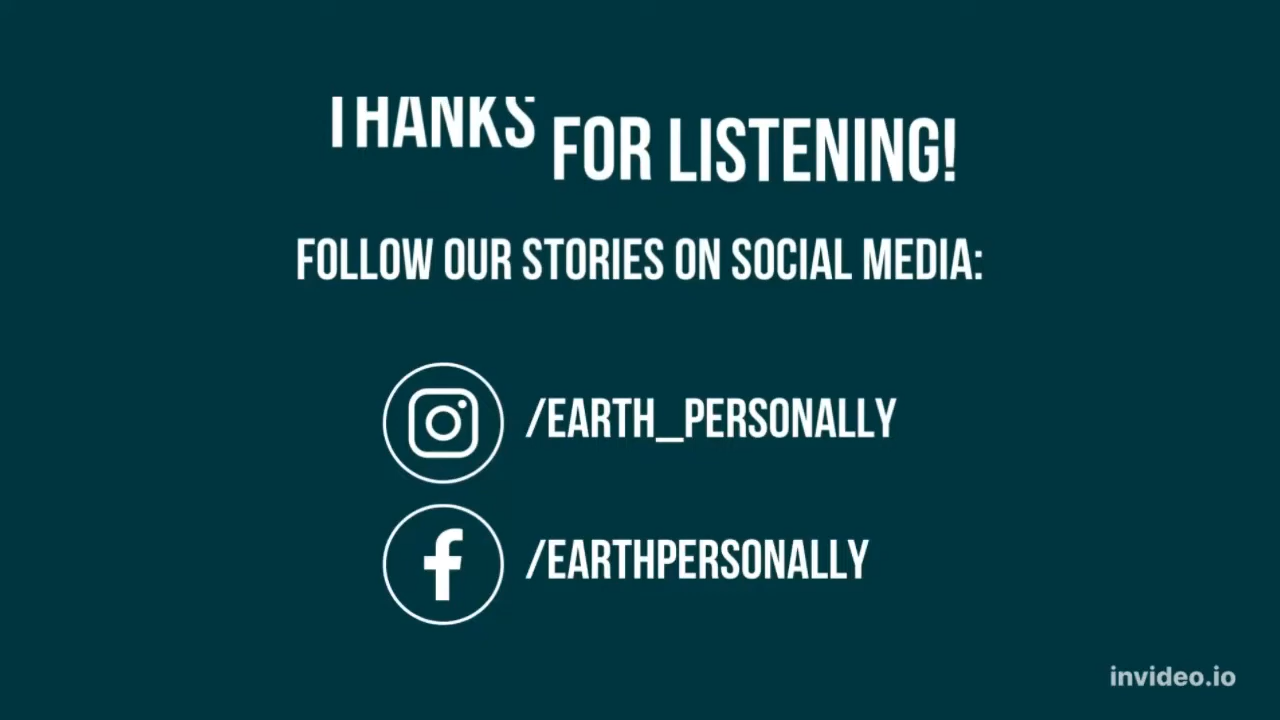 THANKS FOR LISTENING!
FOLLOW OUR STORIES ON SOCIAL MEDIA:
/EARTH_PERSONALLY
/EARTHPERSONALLY
invideo.io